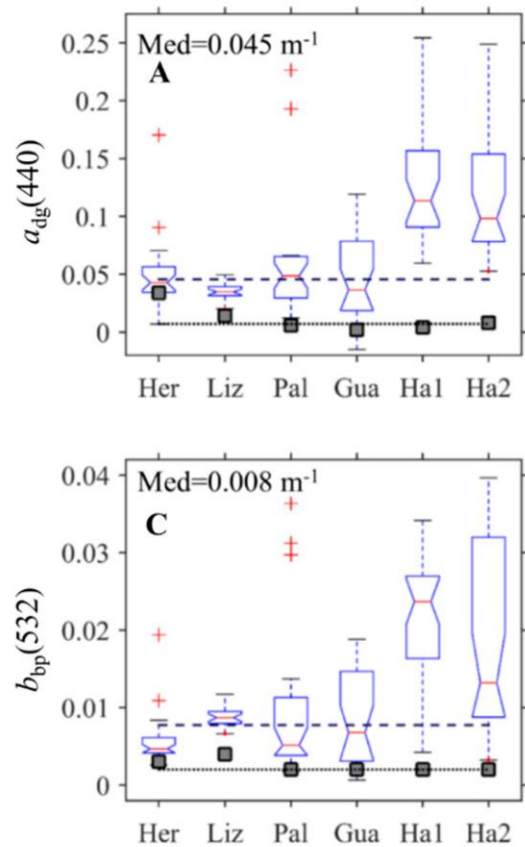 Med=0.045 m-1
A
0.25
0.2
0.15
0.1
0.05
0
adg(440)
Her Liz Pal Gua Ha1 Ha2
Med=0.008 m-1
C
0.04
0.03
0.02
0.01
0
bbp(532)
Her Liz Pal Gua Ha1 Ha2